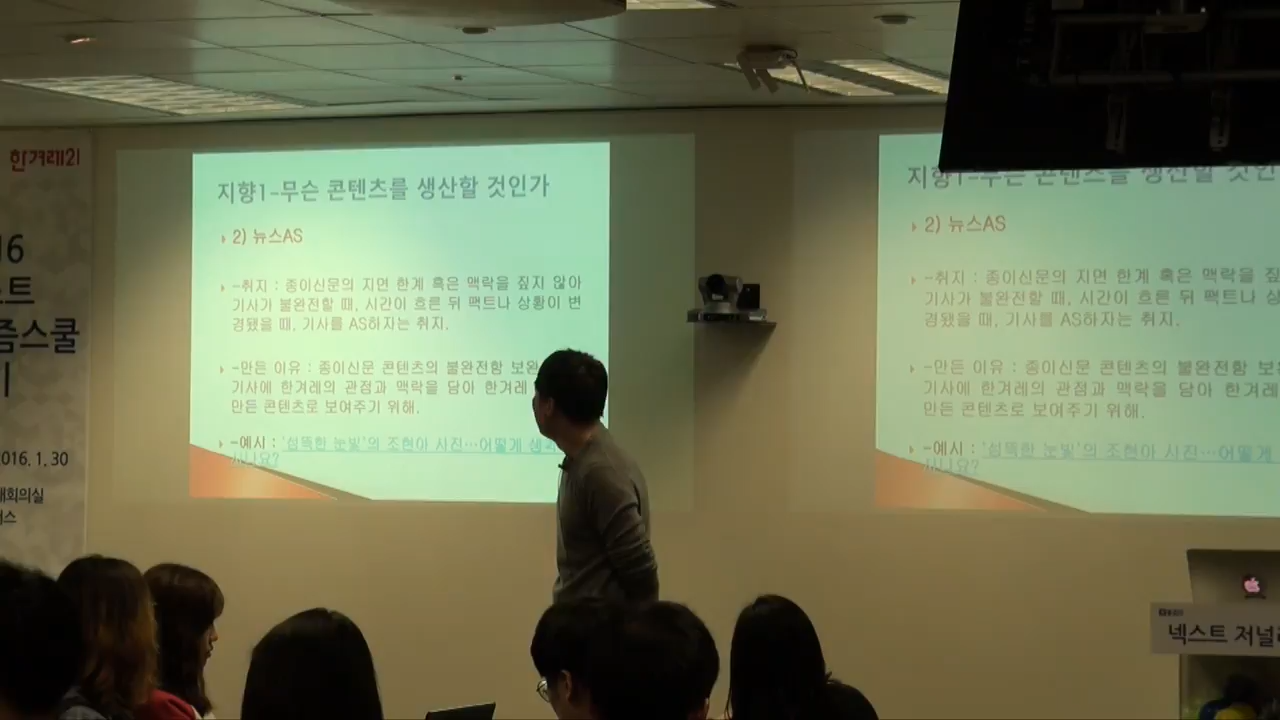 한겨레21
16
스트
즘스쿨
기
2016. 1. 30
대회의실
지향1-무슨 콘텐츠를 생산할 것인가
2) 뉴스AS
-취지 : 종이신문의 지면 한계 혹은 맥락을 짚지 않아
기사가 불완전할 때, 시간이 흐른 뒤 팩트나 상황이 변
경됐을 때, 기사를 AS하자는 취지.
-만든 이유 : 종이신문 콘텐츠의 불완전함 보완
기사에 한겨레의 관점과 맥락을 담아 한겨레
만든 콘텐츠로 보여주기 위해.
-예시 : '섬뜩한 눈빛'의 조현아 사진…어떻게 생각
시나요?
지향1-무슨 콘텐츠를 생산할 것인
2) 뉴스AS
-취지 : 종이신문의 지면 한계 혹은 맥락을 짚
기사가 불완전할 때, 시간이 흐른 뒤 팩트나 상
경됐을 때, 기사를 AS하자는 취지.
-만든 이유 : 종이신문 콘텐츠의 불완전함 보완
기사에 한겨레의 관점과 맥락을 담아 한겨레
만든 콘텐츠로 보여주기 위해.
-예시 : '섬뜩한 눈빛'의 조현아 사진…어떻게
시나요?
넥스트 저널